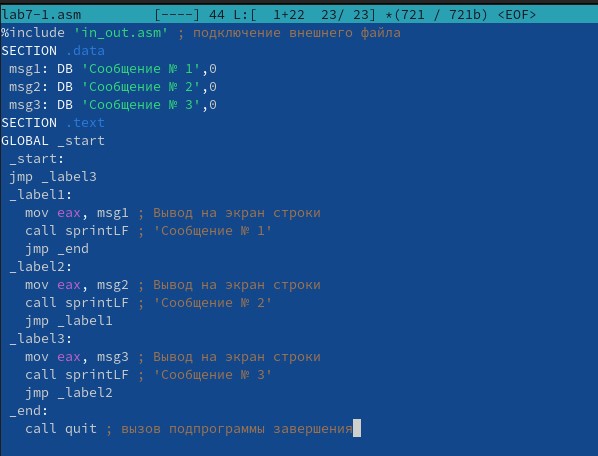 lab7-1.asm [----] 44 L:[ 1+22 23/ 23] *(721 / 721b) <EOF>
%include 'in_out.asm' ; подключение внешнего файла
SECTION .data
msg1: DB 'Сообщение № 1',0
msg2: DB 'Сообщение № 2',0
msg3: DB 'Сообщение № 3',0
SECTION .text
GLOBAL _start
_start:
jmp _label3
_label1:
mov eax, msg1 ; Вывод на экран строки
call sprintLF ; 'Сообщение № 1'
jmp _end
_label2:
mov eax, msg2 ; Вывод на экран строки
call sprintLF ; 'Сообщение № 2'
jmp _label1
_label3:
mov eax, msg3 ; Вывод на экран строки
call sprintLF ; 'Сообщение № 3'
jmp _label2
_end:
call quit ; вызов подпрограммы завершения